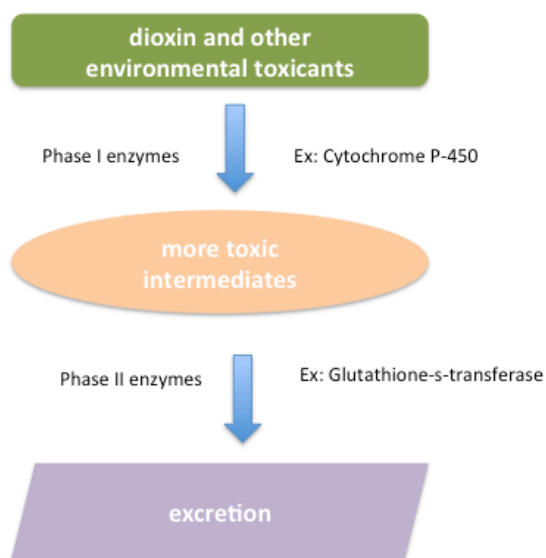 dioxin and other
environmental toxicants
Phase I enzymes
Ex: Cytochrome P-450
more toxic
intermediates
Phase II enzymes
Ex: Glutathione-s-transferase
excretion